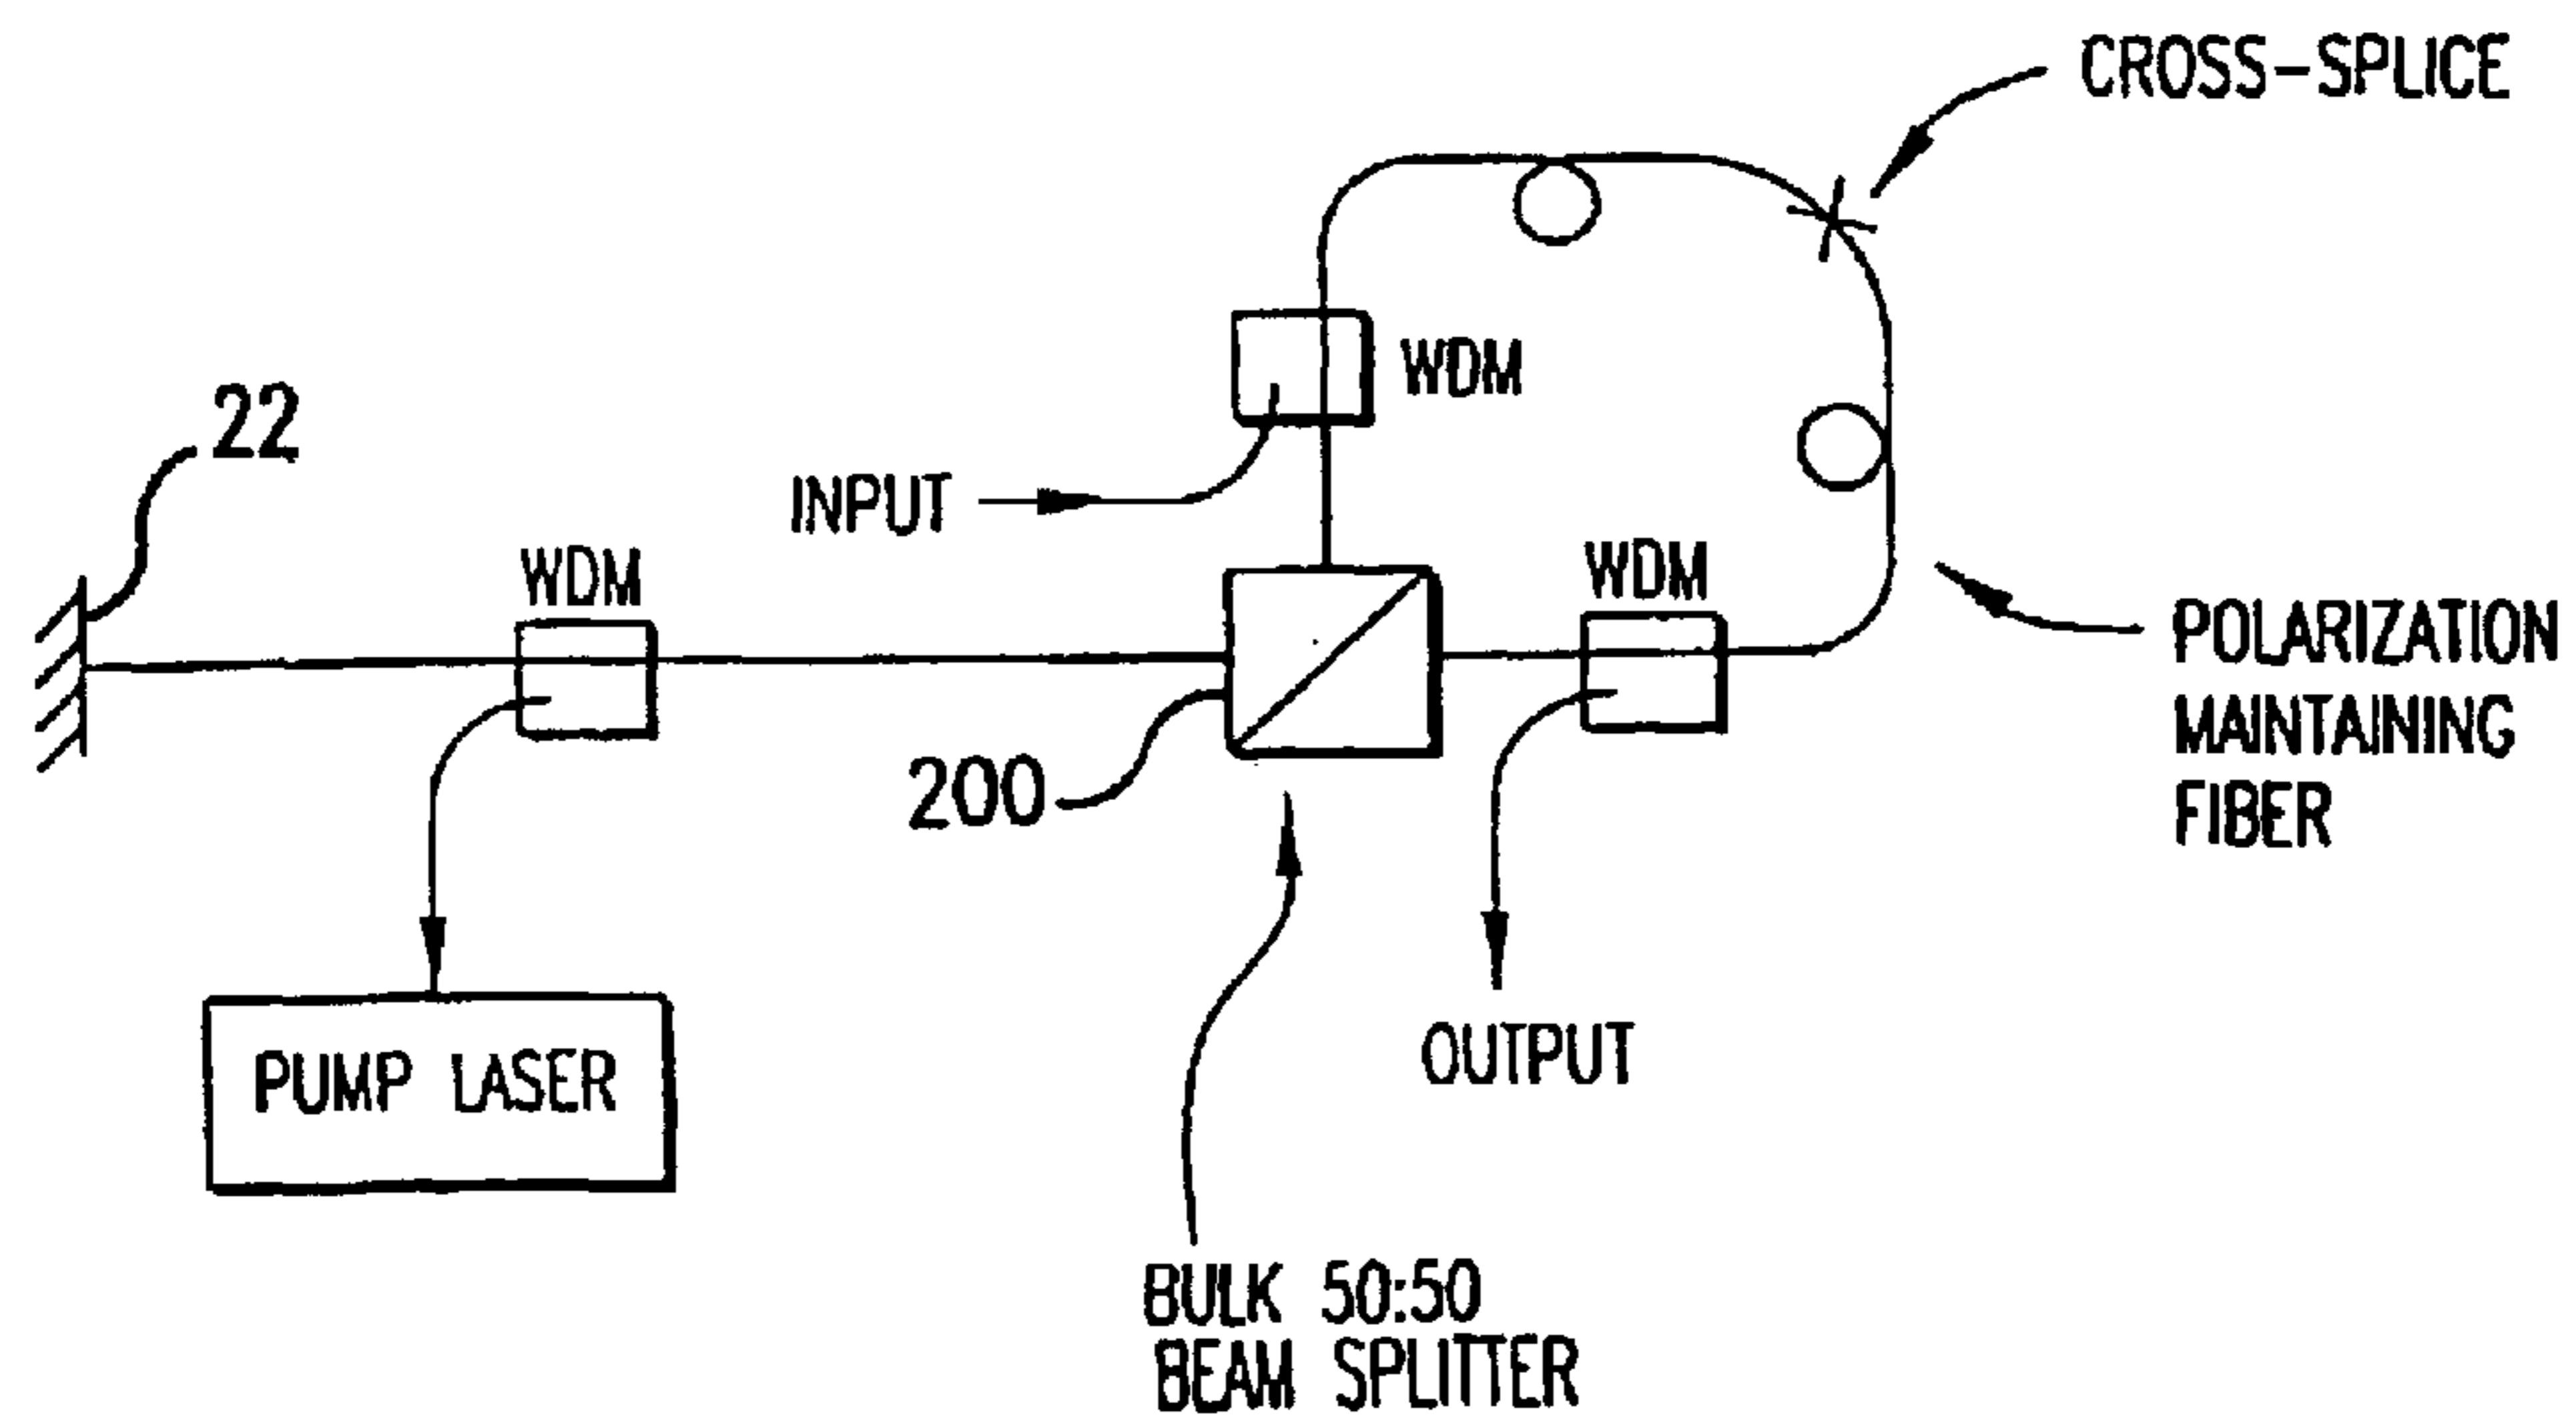 CROSS-SPLICE
22
WDM
INPUT
WDM
WDM
POLARIZATION
MAINTAINING
FIBER
200
OUTPUT
PUMP LASER
BULK 50:50
BEAM SPLITTER